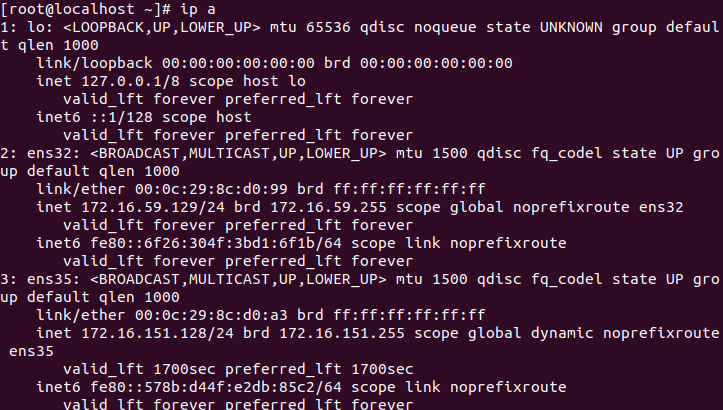 [root@localhost ~]# ip a
1: lo: <LOOPBACK,UP,LOWER_UP> mtu 65536 qdisc noqueue state UNKNOWN group defaul
t qlen 1000
    link/loopback 00:00:00:00:00:00 brd 00:00:00:00:00:00
    inet 127.0.0.1/8 scope host lo
       valid_lft forever preferred_lft forever
    inet6 ::1/128 scope host
       valid_lft forever preferred_lft forever
2: ens32: <BROADCAST,MULTICAST,UP,LOWER_UP> mtu 1500 qdisc fq_codel state UP gro
up default qlen 1000
    link/ether 00:0c:29:8c:d0:99 brd ff:ff:ff:ff:ff:ff
    inet 172.16.59.129/24 brd 172.16.59.255 scope global noprefixroute ens32
       valid_lft forever preferred_lft forever
    inet6 fe80::6f26:304f:3bd1:6f1b/64 scope link noprefixroute
       valid_lft forever preferred_lft forever
3: ens35: <BROADCAST,MULTICAST,UP,LOWER_UP> mtu 1500 qdisc fq_codel state UP gro
up default qlen 1000
    link/ether 00:0c:29:8c:d0:a3 brd ff:ff:ff:ff:ff:ff
    inet 172.16.151.128/24 brd 172.16.151.255 scope global dynamic noprefixroute
 ens35
       valid_lft 1700sec preferred_lft 1700sec
    inet6 fe80::578b:d44f:e2db:85c2/64 scope link noprefixroute
       valid_lft forever preferred_lft forever